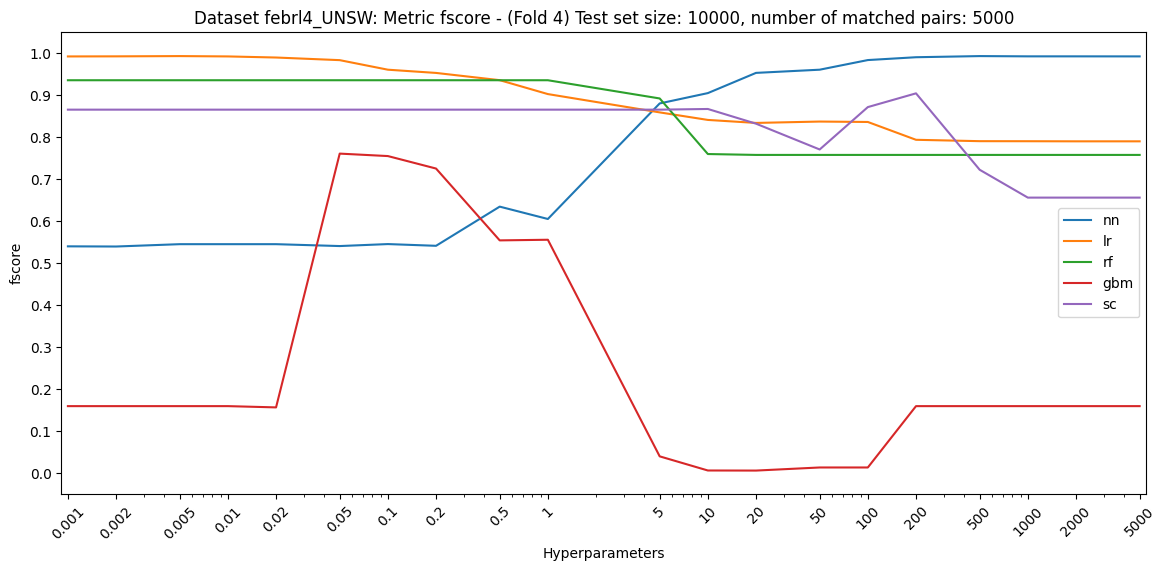 Dataset febrl4_UNSW: Metric fscore - (Fold 4) Test set size: 10000, number of matched pairs: 5000
1.0
0.9
0.8
0.7
0.6
0.5
0.4
0.3
0.2
0.1
0.0
fscore
nn
lr
rf
gbm
sc
0.001 0.002 0.005 0.01 0.02 0.05 0.1 0.2 0.5 1 5 10 20 50 100 200 500 1000 2000 5000
Hyperparameters